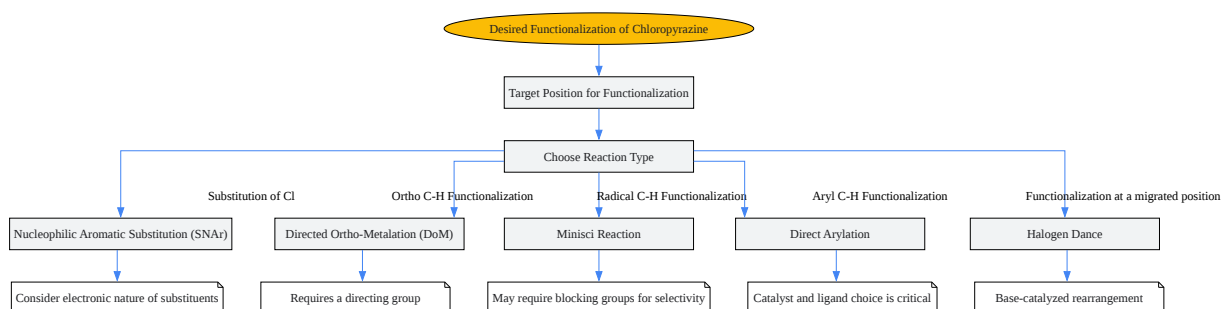 Desired Functionalization of Chloropyrazine
Target Position for Functionalization
Choose Reaction Type
Substitution of Cl
Ortho C-H Functionalization
Radical C-H Functionalization
Aryl C-H Functionalization
Functionalization at a migrated position
Nucleophilic Aromatic Substitution (SNAr)
Directed Ortho-Metalation (DoM)
Minisci Reaction
Direct Arylation
Halogen Dance
Consider electronic nature of substituents
Requires a directing group
May require blocking groups for selectivity
Catalyst and ligand choice is critical
Base-catalyzed rearrangement